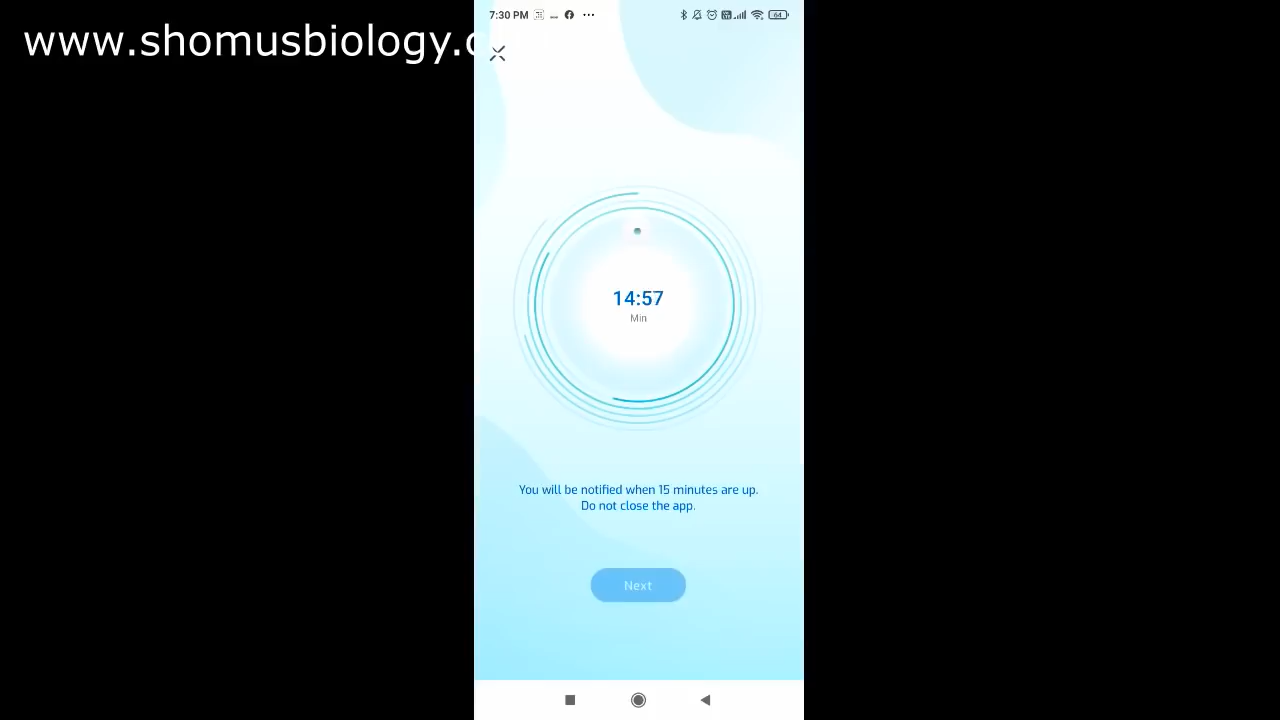 7:30 PM
64
www.shomusbiology.c
14:57
Min
You will be notified when 15 minutes are up.
Do not close the app.
Next